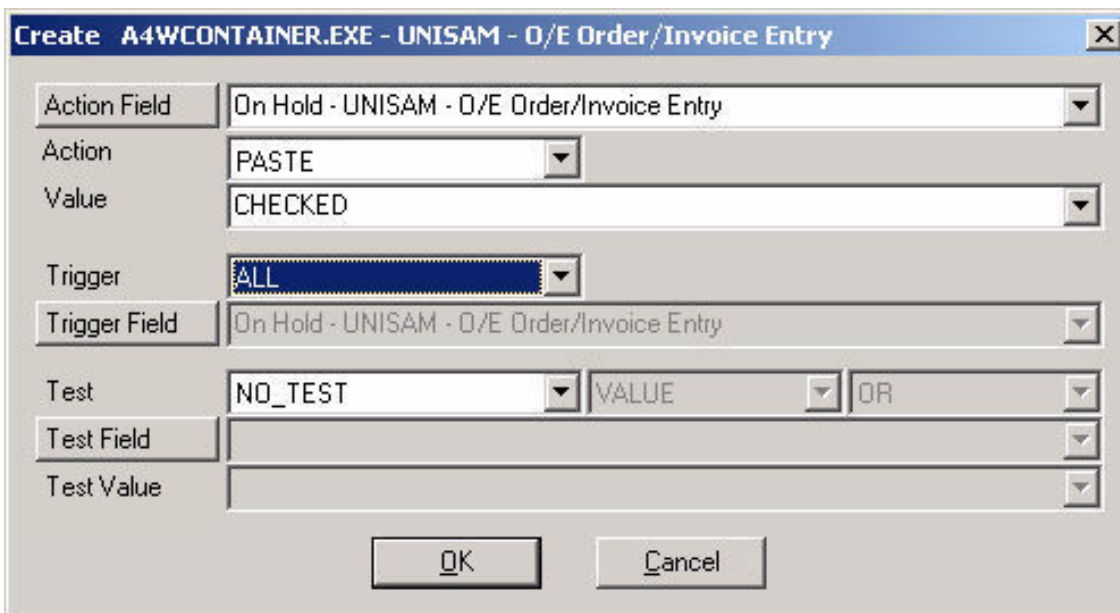 Create A4WCONTAINER.EXE - UNISAM - O/E Order/Invoice Entry
Action Field On Hold - UNISAM - O/E Order/Invoice Entry
Action PASTE
Value CHECKED
Trigger ALL
Trigger Field On Hold - UNISAM - O/E Order/Invoice Entry
Test NO_TEST VALUE OR
Test Field
Test Value
OK Cancel